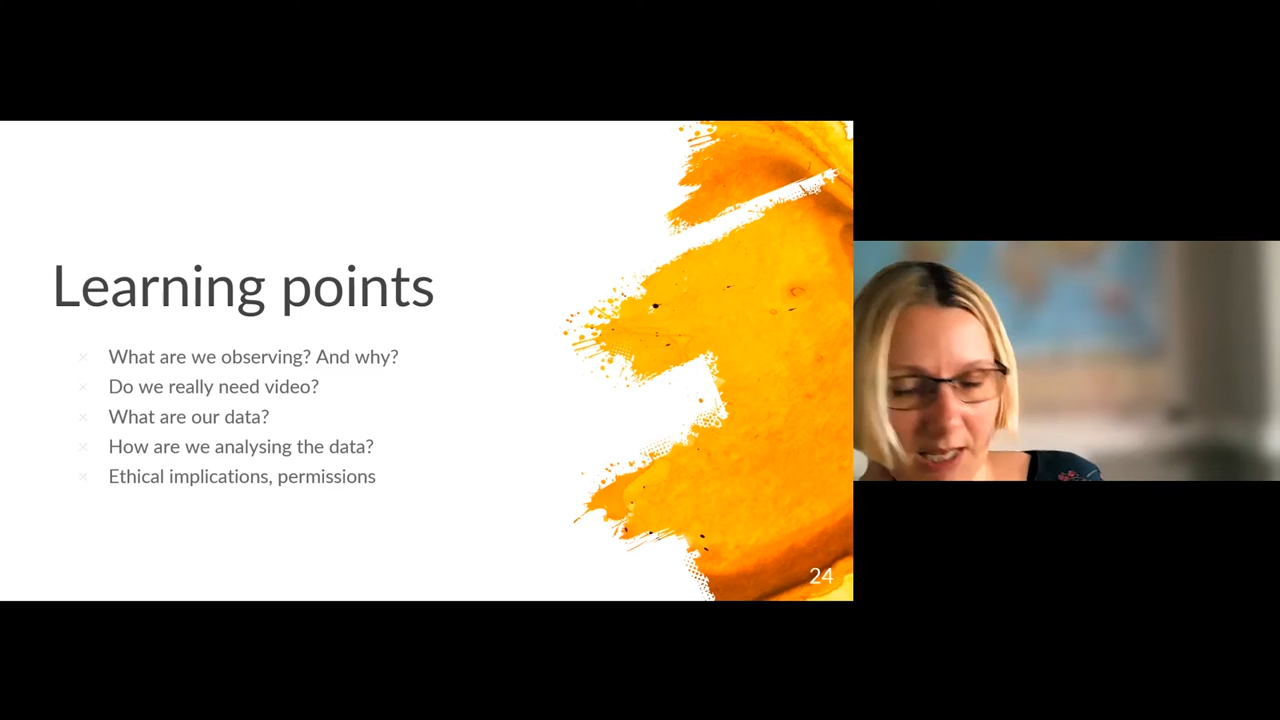 Learning points
What are we observing? And why?
Do we really need video?
What are our data?
How are we analysing the data?
Ethical implications, permissions
24